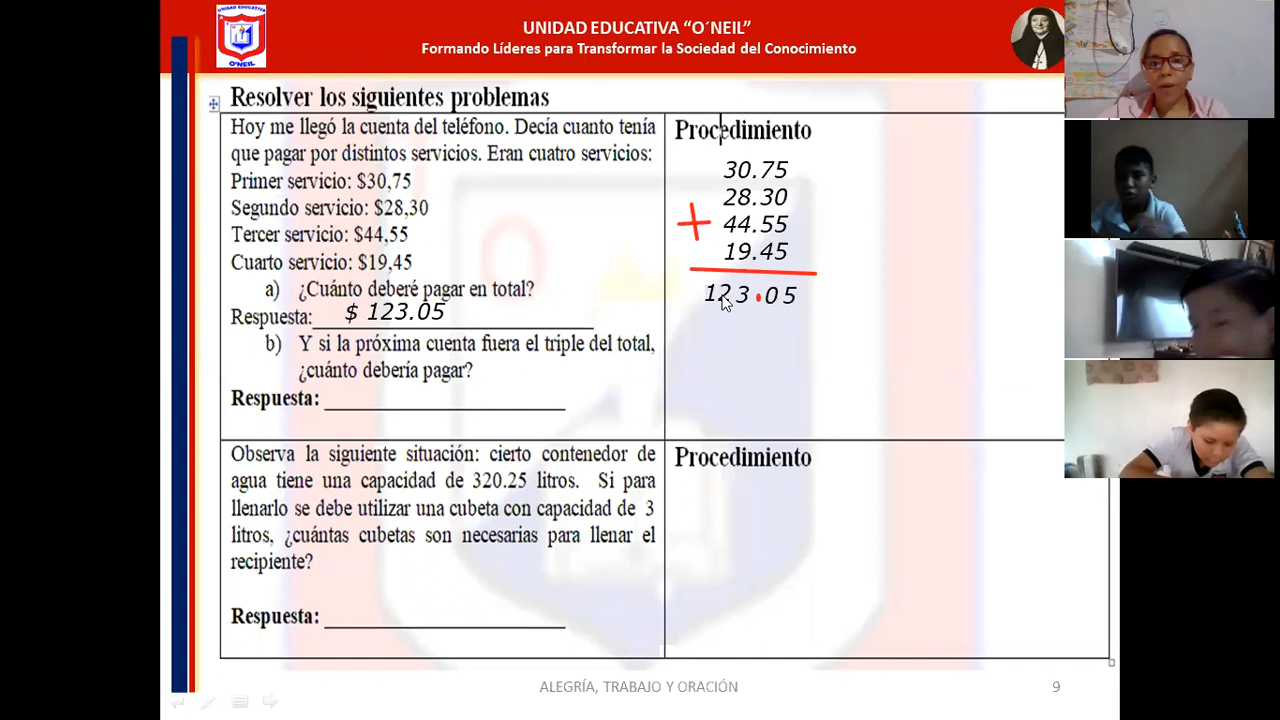 UNIDAD EDUCATIVA “O´NEIL”
Formando Líderes para Transformar la Sociedad del Conocimiento
UNIDAD EDUCATIVA
O'NEIL
Resolver los siguientes problemas
Hoy me llegó la cuenta del teléfono. Decía cuanto tenía
que pagar por distintos servicios. Eran cuatro servicios:
Primer servicio: $30,75
Segundo servicio: $28,30
Tercer servicio: $44,55
Cuarto servicio: $19,45
a) ¿Cuánto deberé pagar en total?
Respuesta: $ 123.05
b) Y si la próxima cuenta fuera el triple del total,
¿cuánto debería pagar?
Respuesta:
Procedimiento
30.75
28.30
+ 44.55
19.45
123.05
Observa la siguiente situación: cierto contenedor de
agua tiene una capacidad de 320.25 litros. Si para
llenarlo se debe utilizar una cubeta con capacidad de 3
litros, ¿cuántas cubetas son necesarias para llenar el
recipiente?
Respuesta:
Procedimiento
ALEGRÍA, TRABAJO Y ORACIÓN
9